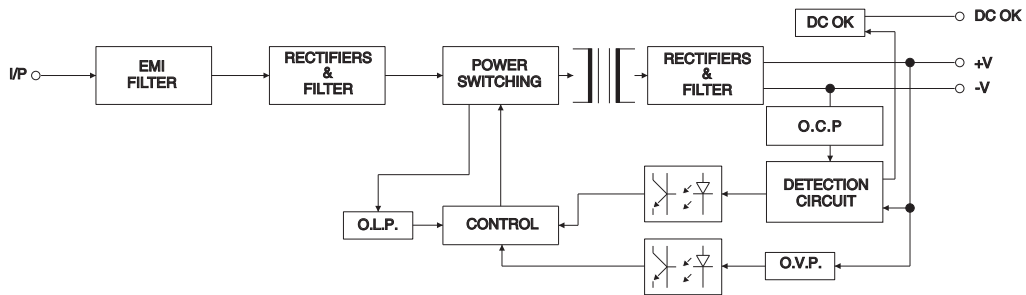 DC OK
DC OK
I/P
EMI
FILTER
RECTIFIERS
&
FILTER
POWER
SWITCHING
RECTIFIERS
&
FILTER
+V
-V
O.C.P
DETECTION
CIRCUIT
O.L.P.
CONTROL
O.V.P.